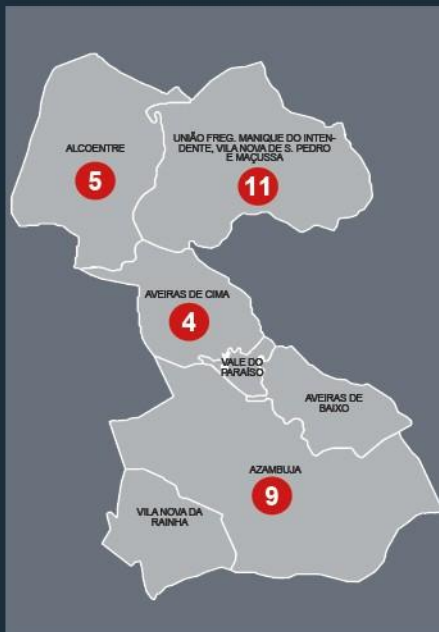 ALCOENTRE
5
UNIÃO FREG. MANIQUE DO INTEN-
DENTE, VILA NOVA DE S. PEDRO
E MAÇUSSA
11
AVEIRAS DE CIMA
4
VALE DO
PARAÍSO
AVEIRAS DE
BAIXO
AZAMBUJA
9
VILA NOVA DA
RAINHA